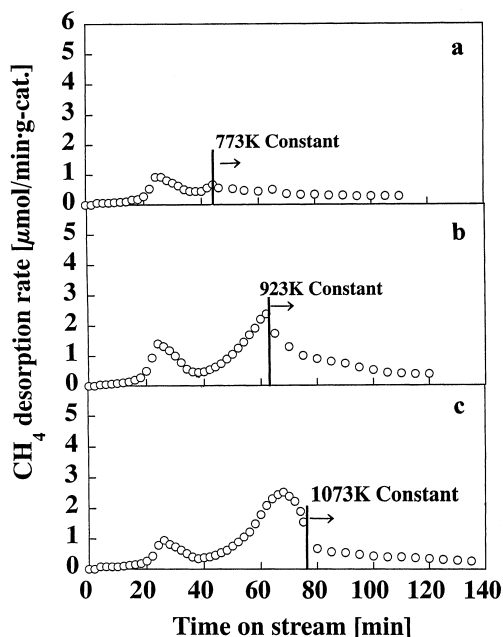 CH4 desorption rate [μmol/min·g-cat.]
6
5
4
3
2
1
0
a
773K Constant
5
4
3
2
1
0
b
923K Constant
5
4
3
2
1
0
c
1073K Constant
0 20 40 60 80 100 120 140
Time on stream [min]